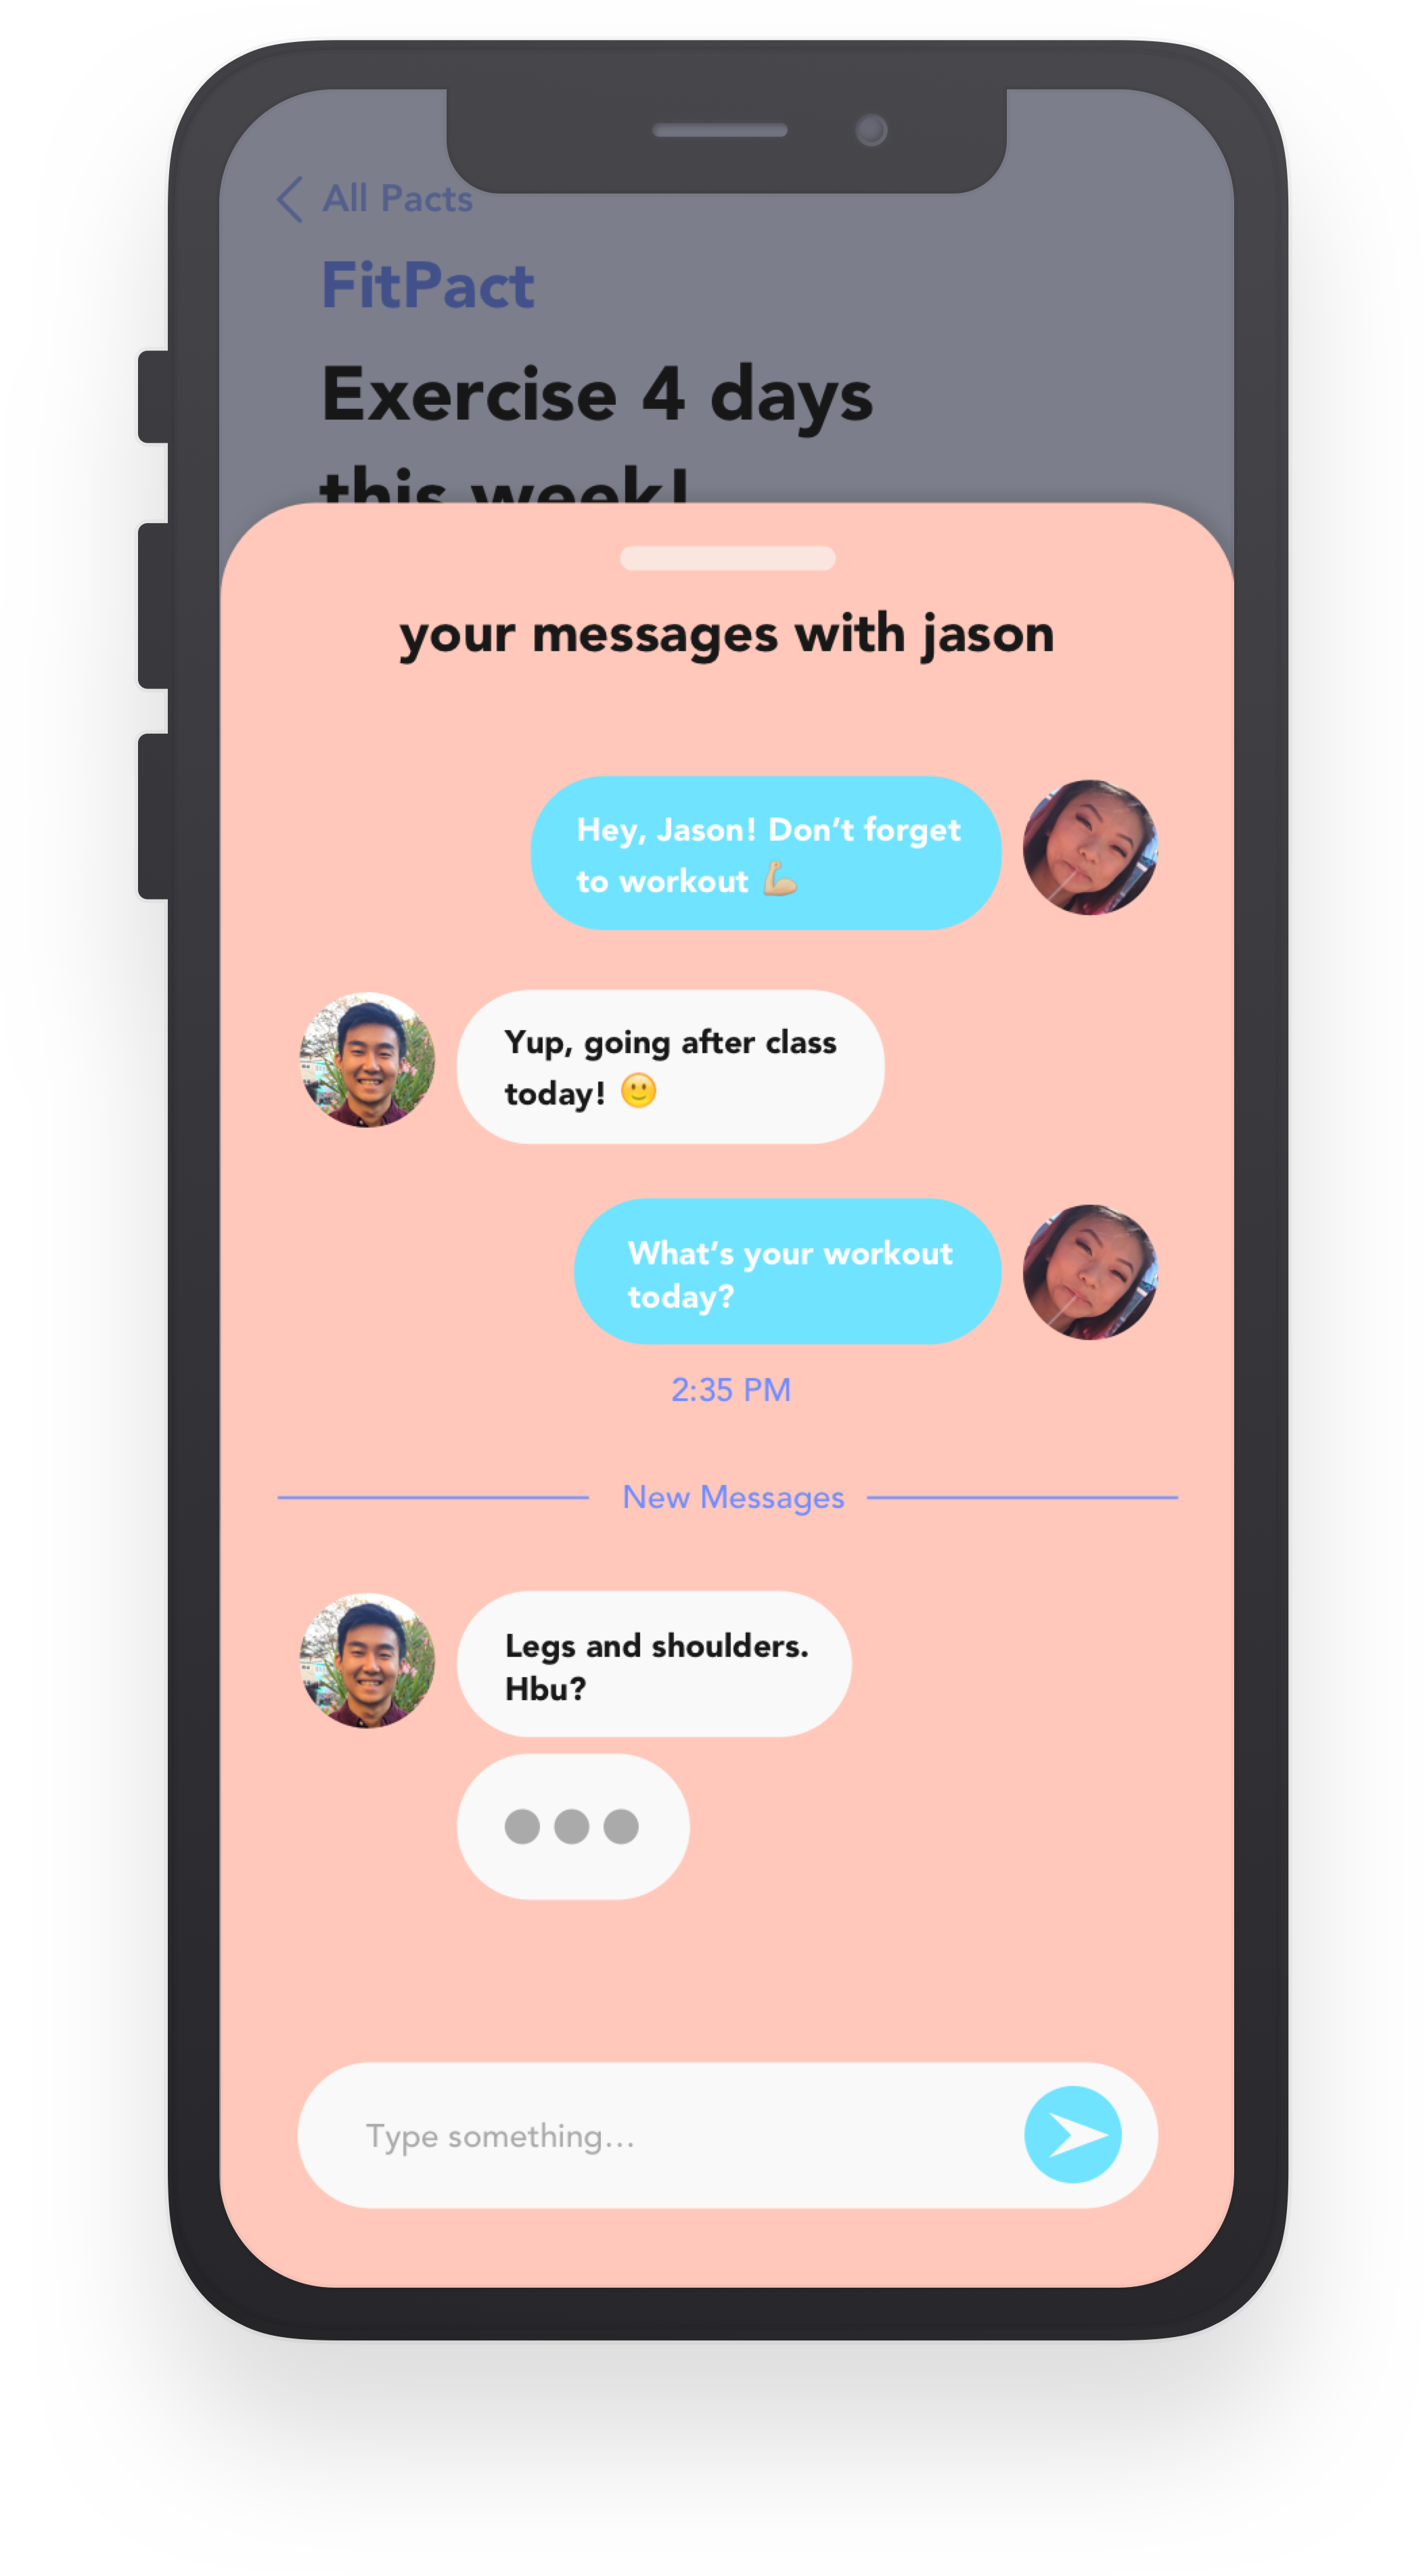 All Pacts
FitPact
Exercise 4 days
this week!
your messages with jason
Hey, Jason! Don’t forget
to workout 💪🏼
Yup, going after class
today! 🙂
What’s your workout
today?
2:35 PM
New Messages
Legs and shoulders.
Hbu?
Type something...